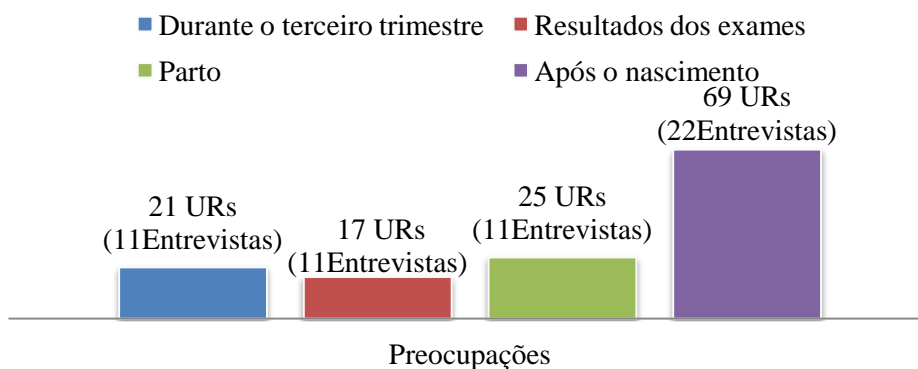 Durante o terceiro trimestre
Resultados dos exames
Parto
Após o nascimento
21 URs
(11Entrevistas)
17 URs
(11Entrevistas)
25 URs
(11Entrevistas)
69 URs
(22Entrevistas)
Preocupações